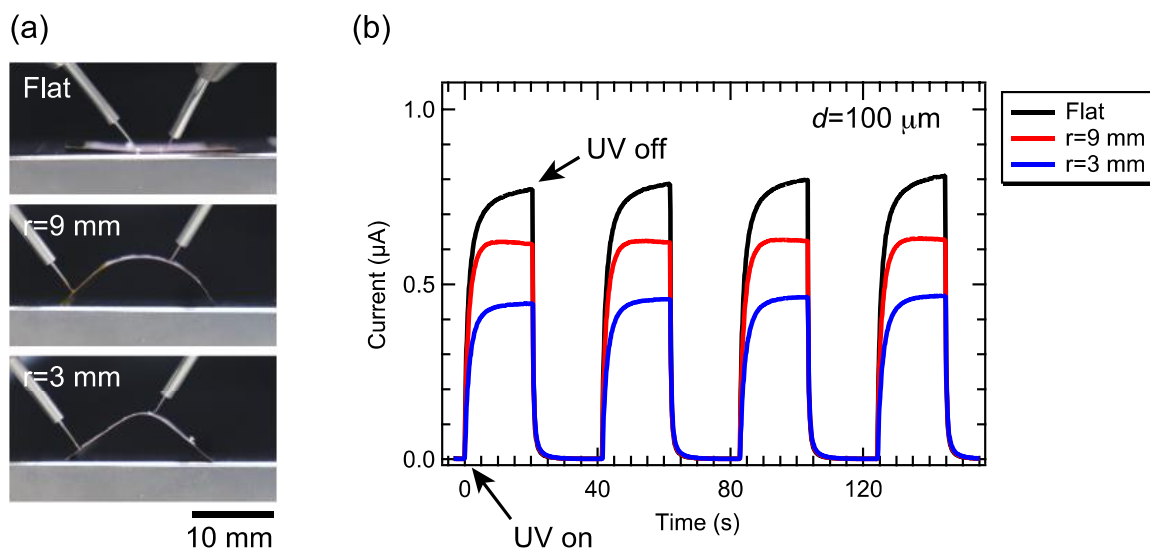 (a)
Flat
r=9 mm
r=3 mm
10 mm
(b)
d=100 μm
UV off
UV on
Flat
r=9 mm
r=3 mm
1.0
0.5
0.0
Current (μA)
0
40
80
120
Time (s)